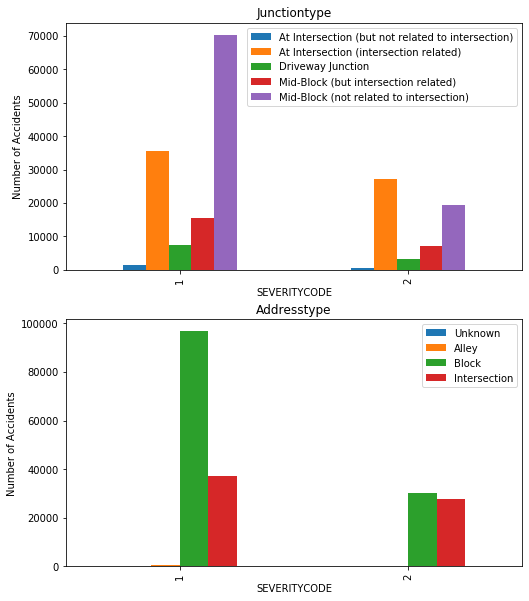 Junctiontype
Number of Accidents
70000
60000
50000
40000
30000
20000
10000
0
At Intersection (but not related to intersection)
At Intersection (intersection related)
Driveway Junction
Mid-Block (but intersection related)
Mid-Block (not related to intersection)
1
2
SEVERITYCODE
Addresstype
Number of Accidents
100000
80000
60000
40000
20000
0
Unknown
Alley
Block
Intersection
1
2
SEVERITYCODE